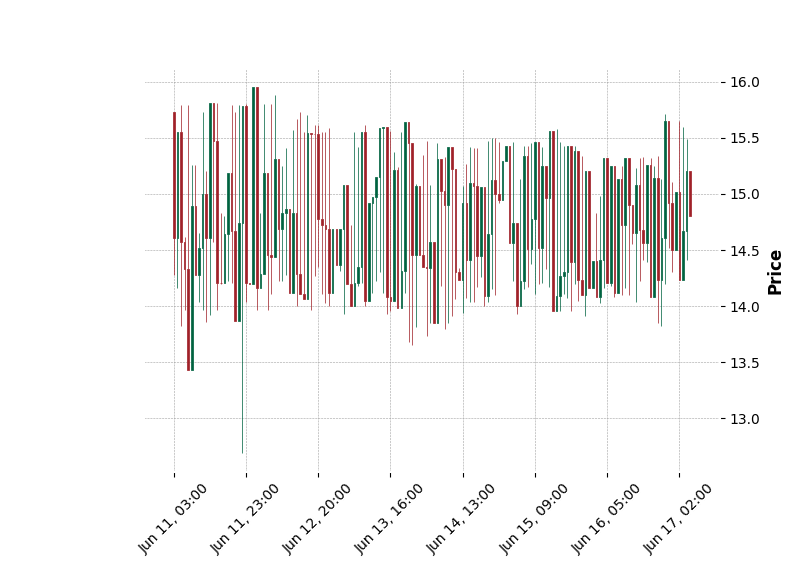 16.0
15.5
15.0
14.5
14.0
13.5
13.0
Price
Jun 11, 03:00
Jun 11, 23:00
Jun 12, 20:00
Jun 13, 16:00
Jun 14, 13:00
Jun 15, 09:00
Jun 16, 05:00
Jun 17, 02:00